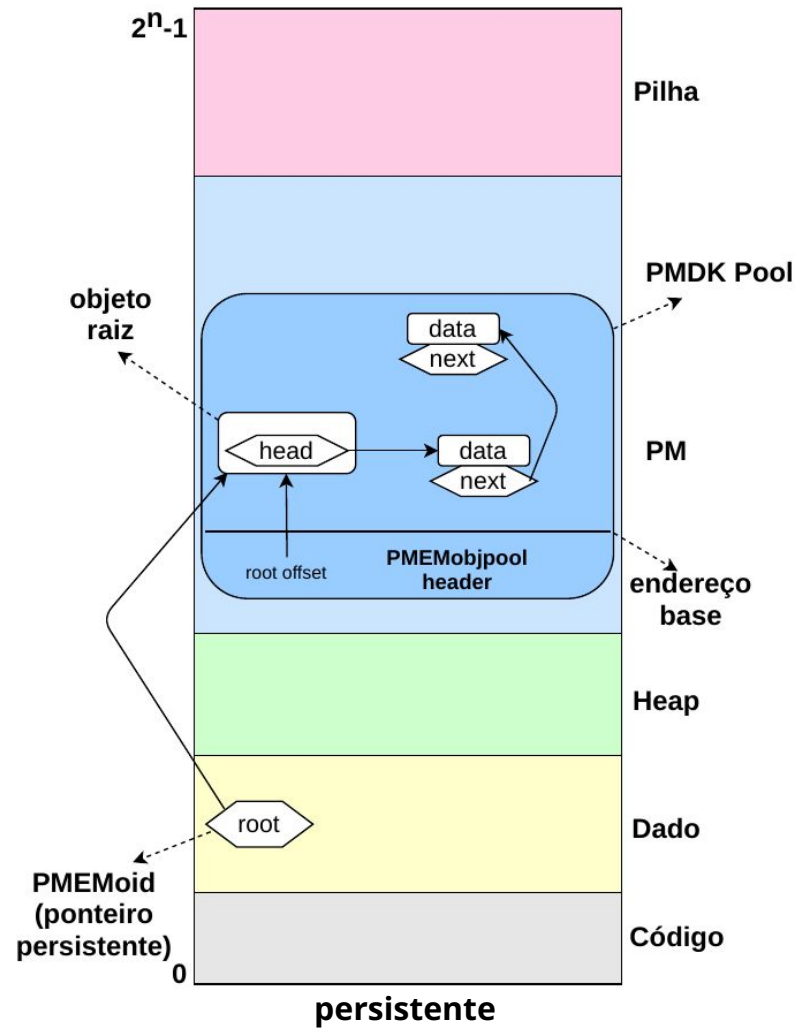 2ⁿ-1
Pilha
PMDK Pool
objeto
raiz
data
next
head
data
next
PM
root offset
PMEMobjpool
header
endereço
base
Heap
root
Dado
PMEMoid
(ponteiro
persistente)
Código
0
persistente